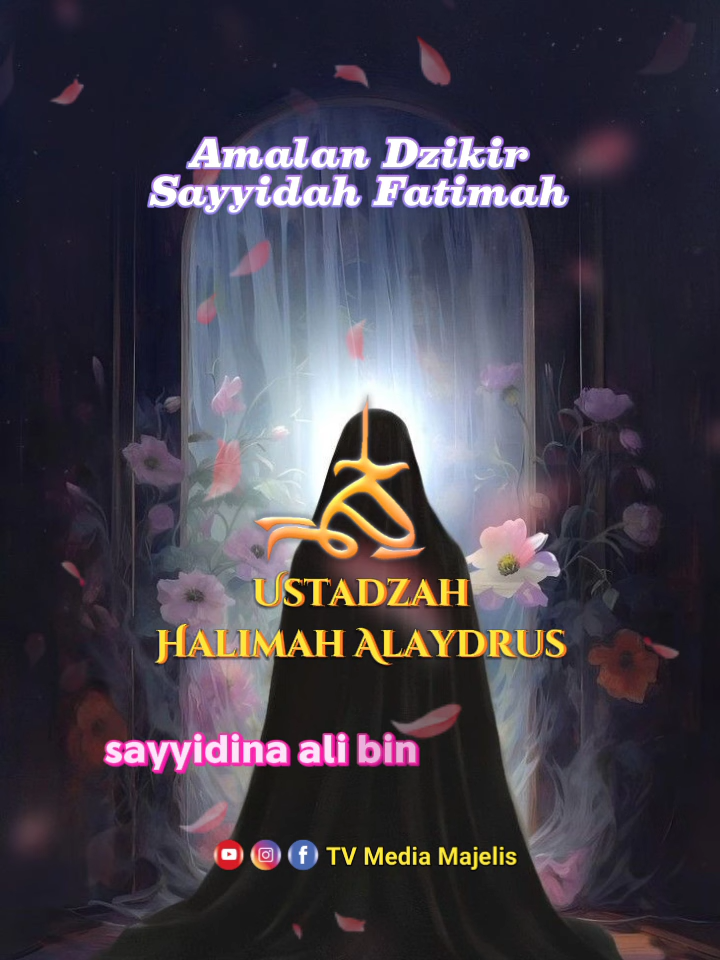 Amalan Dzikir
Sayyidah Fatimah
Ustadzah
Halimah Alaydrus
sayyidina ali bin
TV Media Majelis